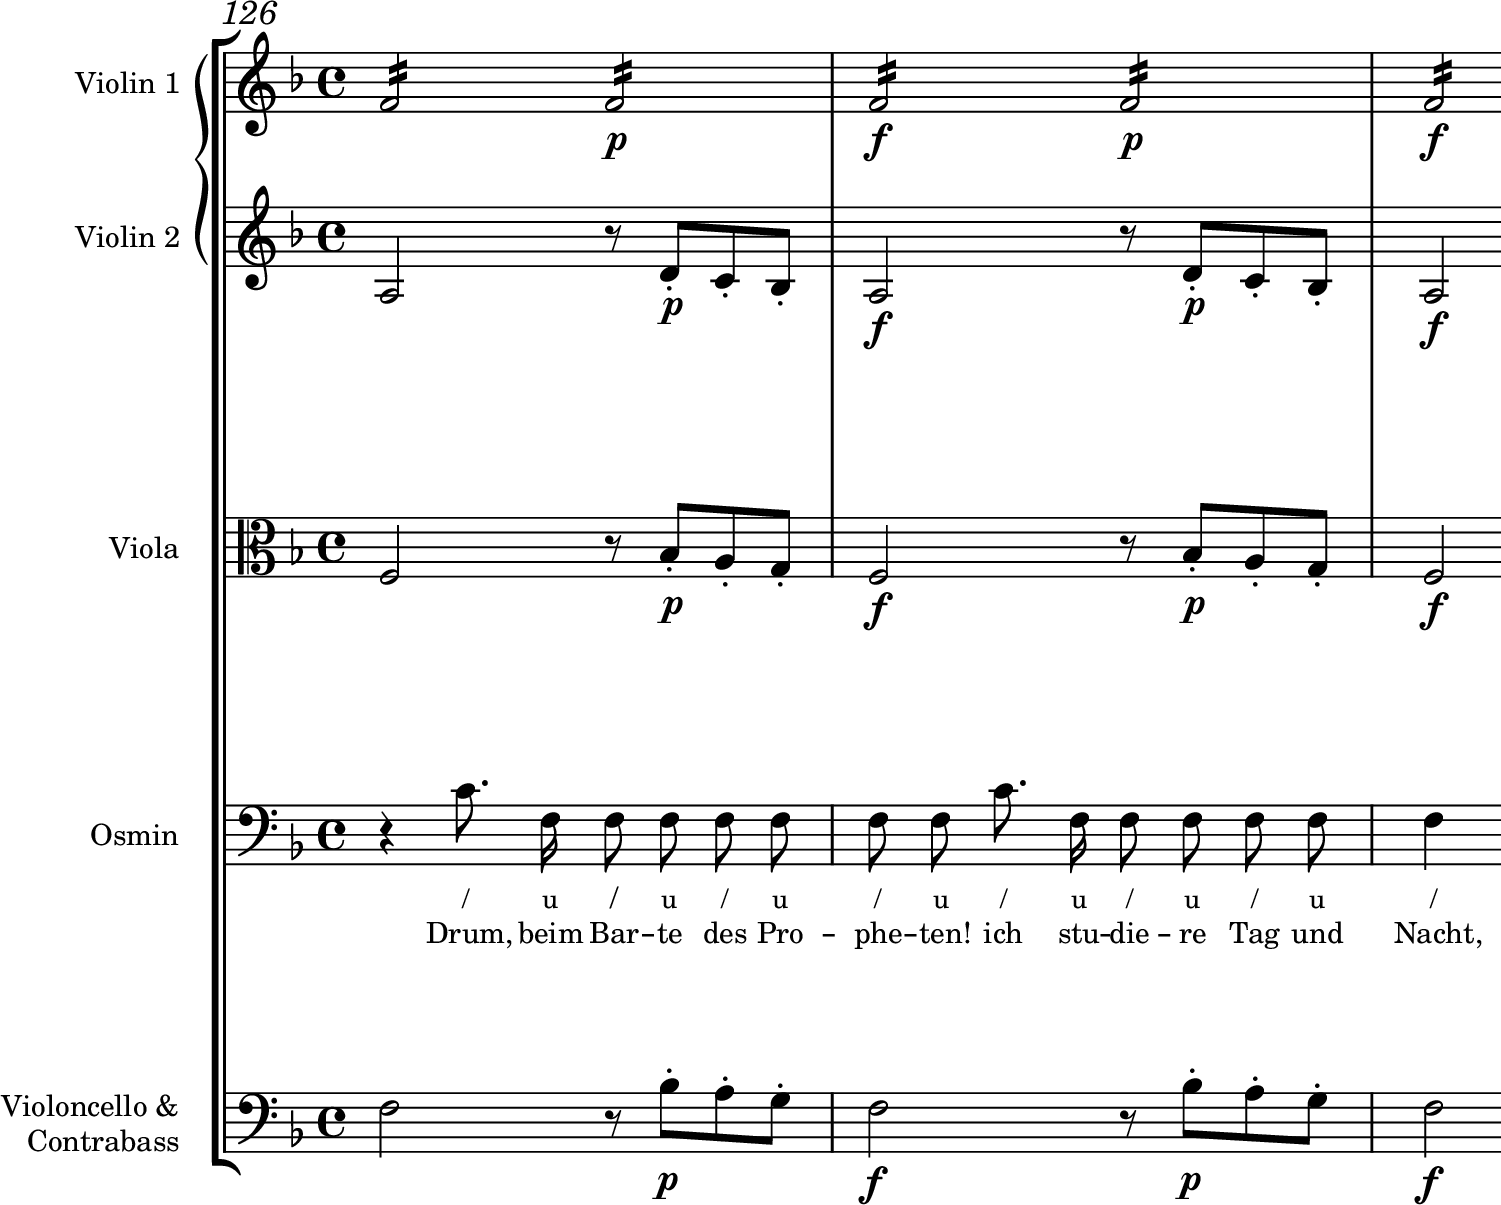 126
Violin 1
p f p f
Violin 2
p f p f
Viola
p f p f
Osmin
/ u / u / u / u / u / u / u /
Drum, beim Bar – te des Pro – phe – ten! ich stu – die – re Tag und Nacht,
Violoncello &
Contrabass
p f p f